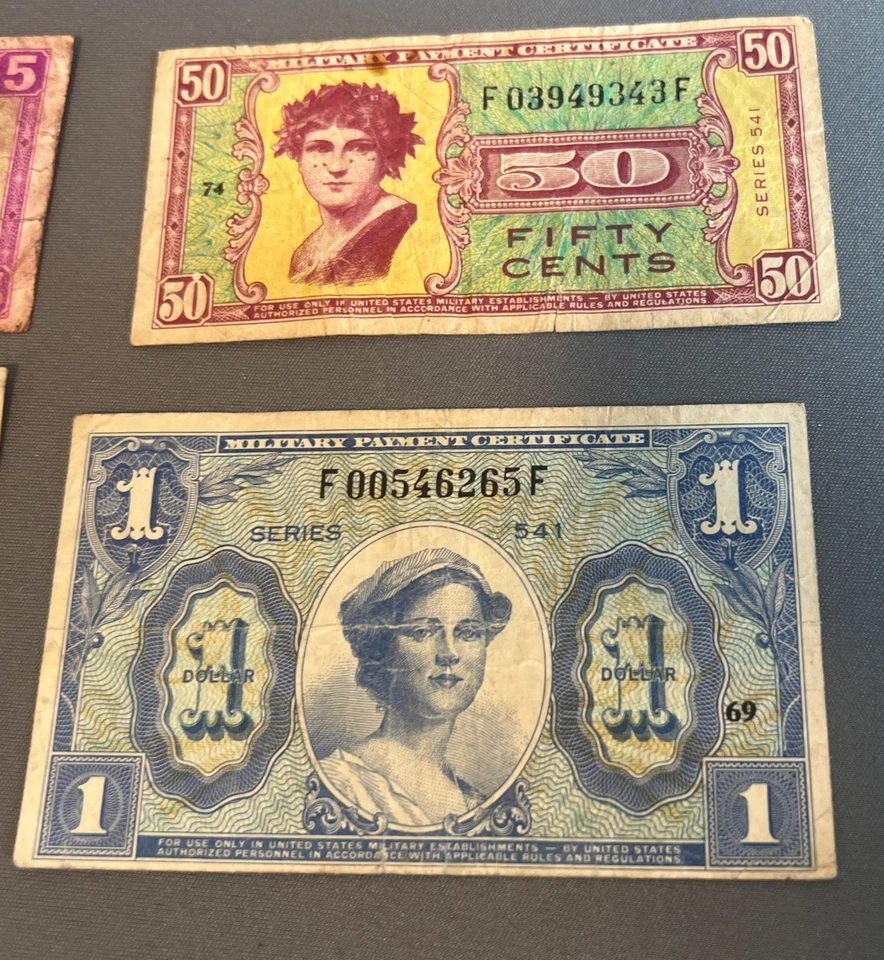 5
MILITARY PAYMENT CERTIFICATE
50
50
F03949343F
74
50
SERIES 541
FIFTY
CENTS
50
50
FOR USE ONLY IN UNITED STATES MILITARY ESTABLISHMENTS — BY UNITED STATES
AUTHORIZED PERSONNEL IN ACCORDANCE WITH APPLICABLE RULES AND REGULATIONS
MILITARY PAYMENT CERTIFICATE
1
1
F00546265F
SERIES 541
1
DOLLAR
1
DOLLAR
69
1
1
FOR USE ONLY IN UNITED STATES MILITARY ESTABLISHMENTS — BY UNITED STATES
AUTHORIZED PERSONNEL IN ACCORDANCE WITH APPLICABLE RULES AND REGULATIONS.